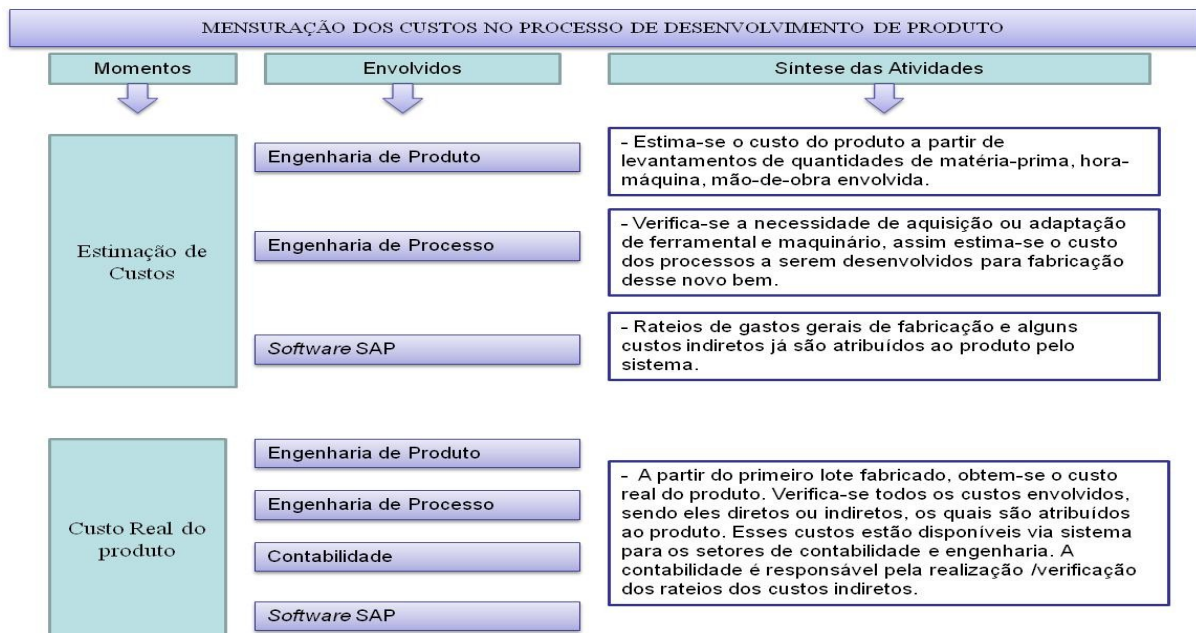 MENSURAÇÃO DOS CUSTOS NO PROCESSO DE DESENVOLVIMENTO DE PRODUTO
Momentos
Envolvidos
Síntese das Atividades
Estimação de
Custos
Engenharia de Produto
- Estima-se o custo do produto a partir de
levantamentos de quantidades de matéria-prima, hora-
máquina, mão-de-obra envolvida.
Engenharia de Processo
- Verifica-se a necessidade de aquisição ou adaptação
de ferramental e maquinário, assim estima-se o custo
dos processos a serem desenvolvidos para fabricação
desse novo bem.
Software SAP
- Rateios de gastos gerais de fabricação e alguns
custos indiretos já são atribuídos ao produto pelo
sistema.
Custo Real do
produto
Engenharia de Produto
Engenharia de Processo
Contabilidade
Software SAP
- A partir do primeiro lote fabricado, obtem-se o custo
real do produto. Verifica-se todos os custos envolvidos,
sendo eles diretos ou indiretos, os quais são atribuídos
ao produto. Esses custos estão disponíveis via sistema
para os setores de contabilidade e engenharia. A
contabilidade é responsável pela realização /verificação
dos rateios dos custos indiretos.